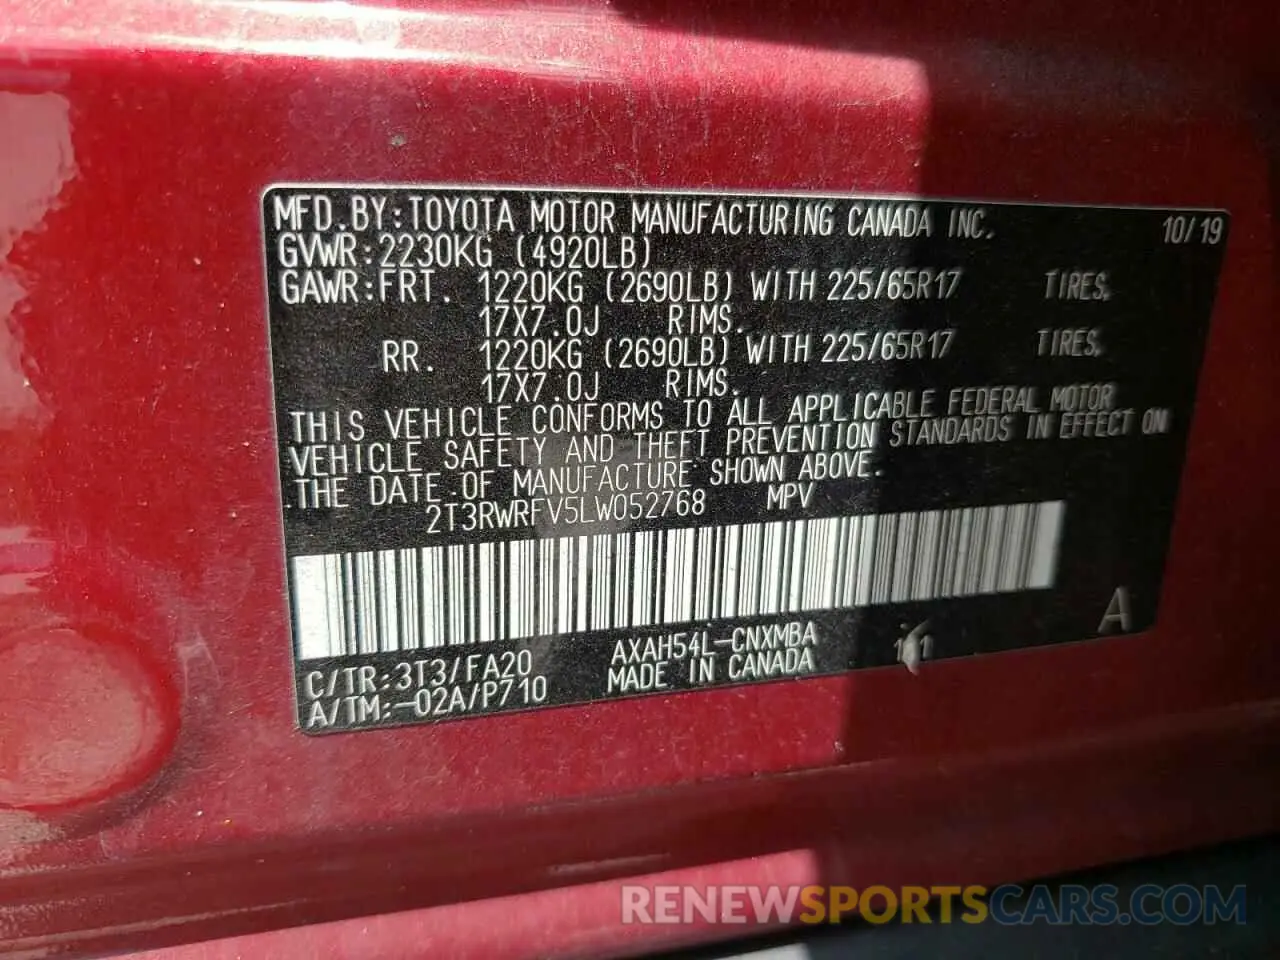 MFD.BY:TOYOTA MOTOR MANUFACTURING CANADA INC. 10/19
GVWR:2230KG (4920LB)
GAWR:FRT. 1220KG (2690LB) WITH 225/65R17 TIRES,
17X7.0J RIMS.
RR. 1220KG (2690LB) WITH 225/65R17 TIRES,
17X7.0J RIMS.
THIS VEHICLE CONFORMS TO ALL APPLICABLE FEDERAL MOTOR
VEHICLE SAFETY AND THEFT PREVENTION STANDARDS IN EFFECT ON
THE DATE OF MANUFACTURE SHOWN ABOVE.
2T3RWRFV5LW052768 MPV
A
C/TR:3T3/FA20 AXAH54L-CNXMBA
A/TM:-02A/P710 MADE IN CANADA
RENEWSPORTSCARS.COM